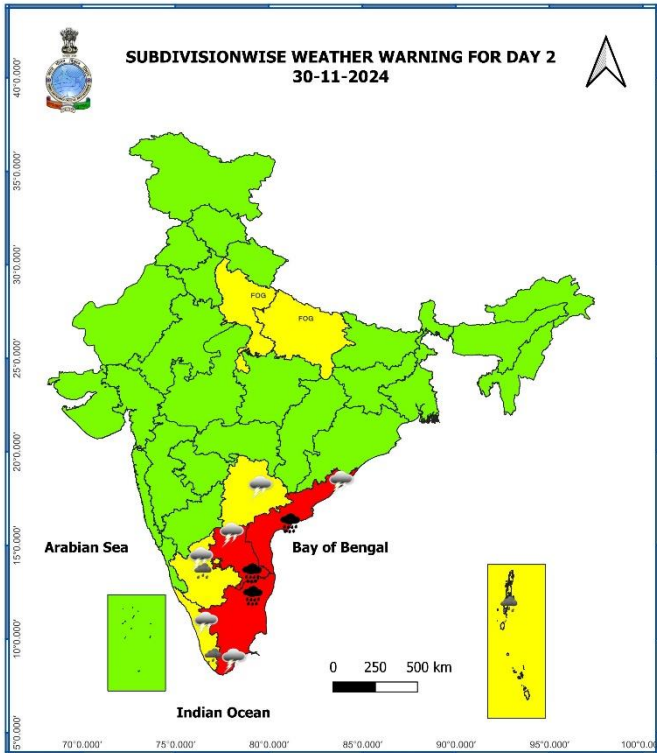 SUBDIVISIONWISE WEATHER WARNING FOR DAY 2
30-11-2024
40°0.000'
35°0.000'
30°0.000'
25°0.000'
20°0.000'
15°0.000'
10°0.000'
5°0.000'
FOG
FOG
Arabian Sea
Bay of Bengal
0 250 500 km
Indian Ocean
70°0.000' 75°0.000' 80°0.000' 85°0.000' 90°0.000' 95°0.000' 100°0.000'